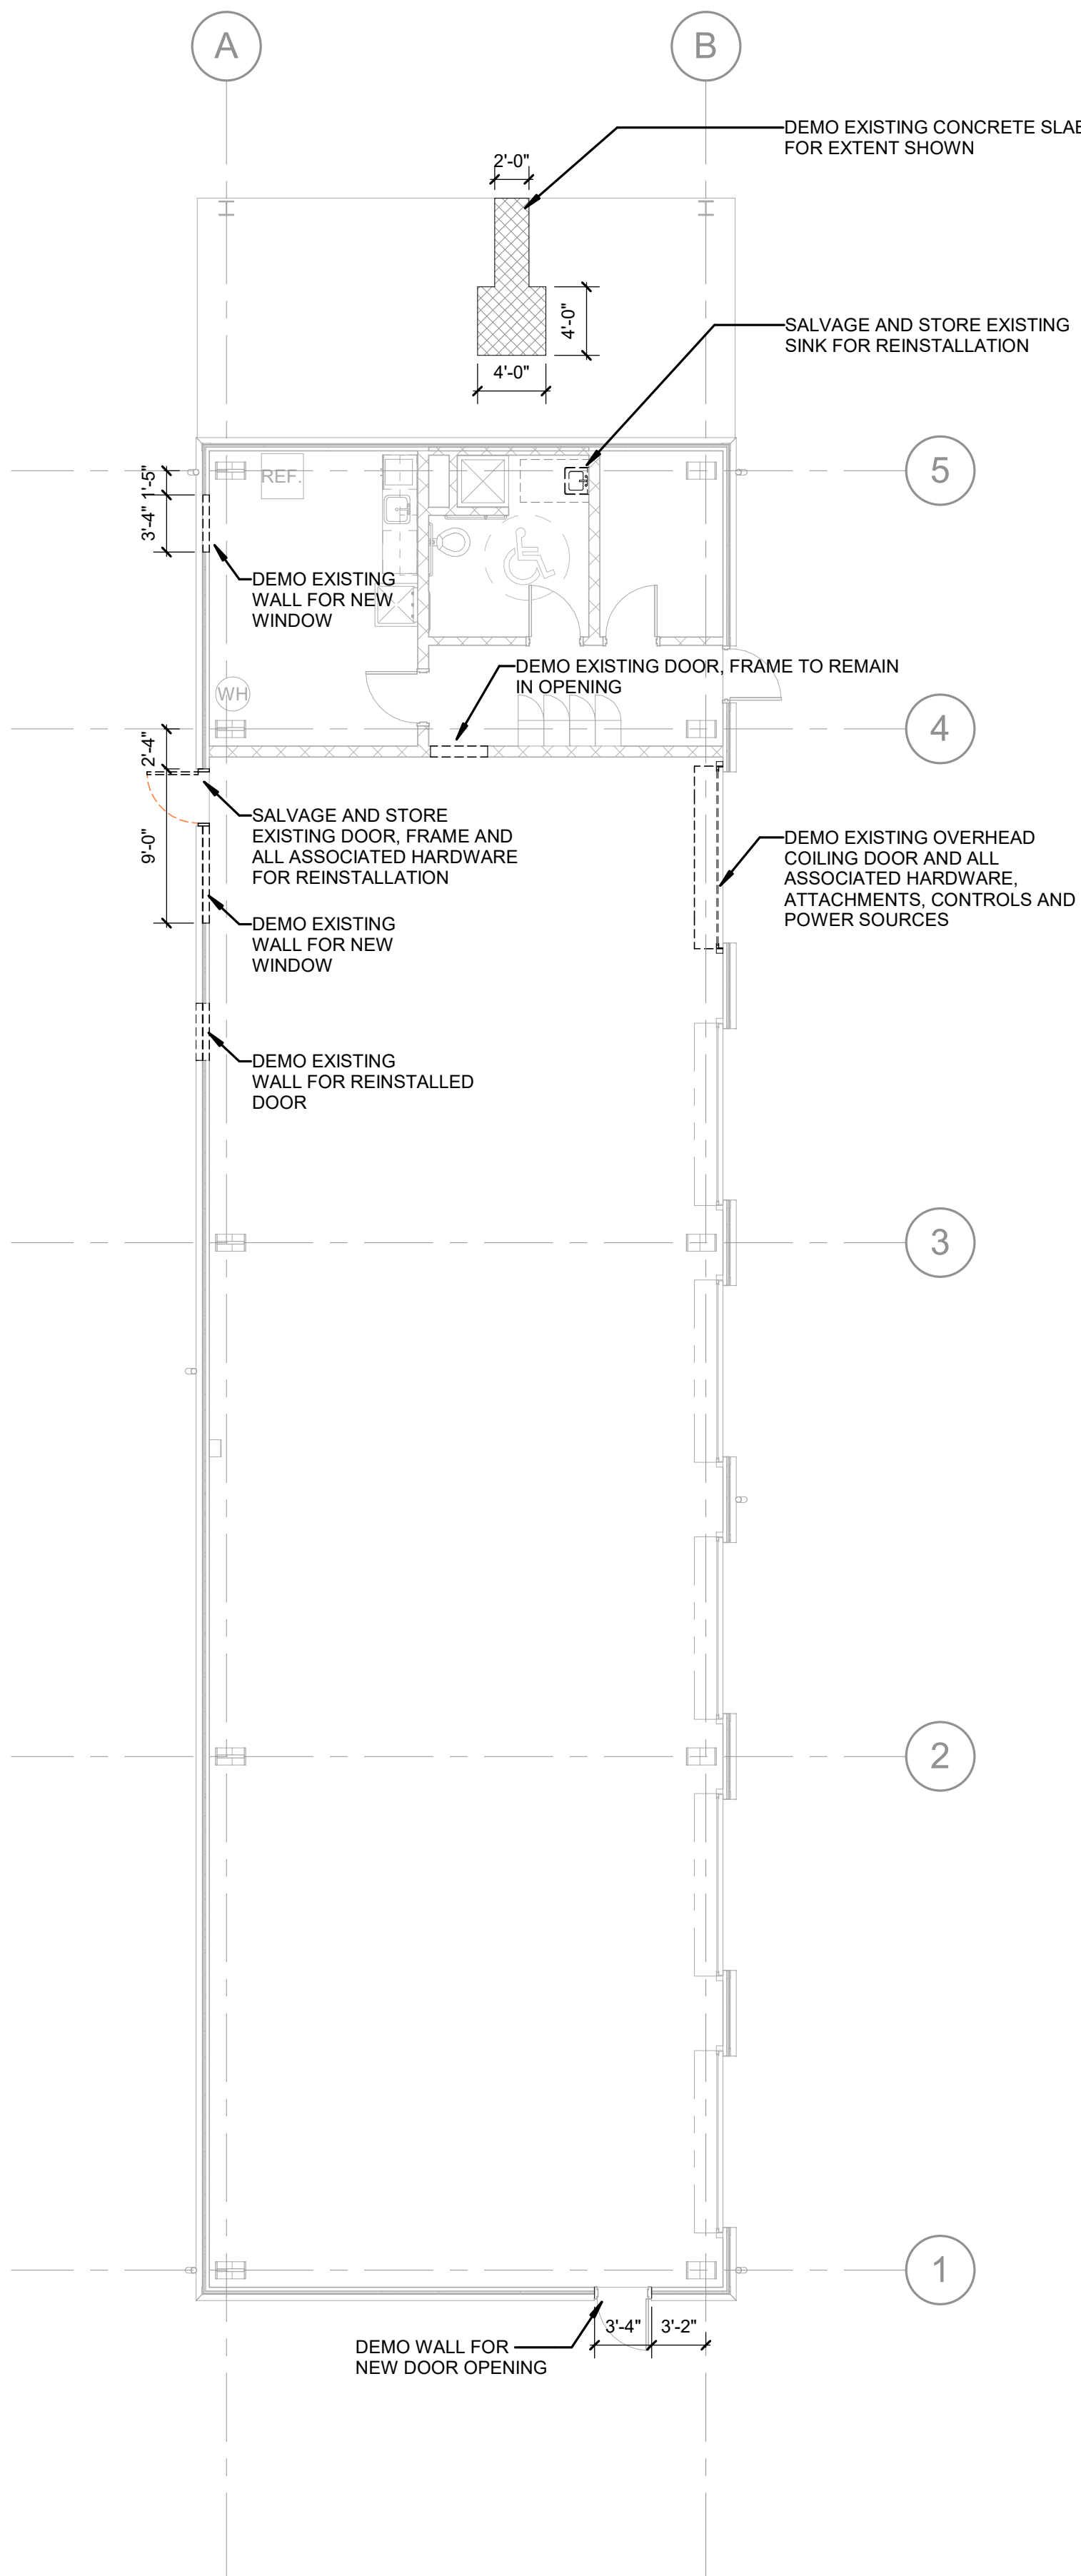 A
B
DEMO EXISTING CONCRETE SLAB
FOR EXTENT SHOWN
2'-0"
4'-0"
4'-0"
SALVAGE AND STORE EXISTING
SINK FOR REINSTALLATION
5
1'-5"
3'-4"
REF.
DEMO EXISTING
WALL FOR NEW
WINDOW
DEMO EXISTING DOOR, FRAME TO REMAIN
IN OPENING
WH
4
2'-4"
9'-0"
SALVAGE AND STORE
EXISTING DOOR, FRAME AND
ALL ASSOCIATED HARDWARE
FOR REINSTALLATION
DEMO EXISTING OVERHEAD
COILING DOOR AND ALL
ASSOCIATED HARDWARE,
ATTACHMENTS, CONTROLS AND
POWER SOURCES
DEMO EXISTING
WALL FOR NEW
WINDOW
DEMO EXISTING
WALL FOR REINSTALLED
DOOR
3
2
1
3'-4"
3'-2"
DEMO WALL FOR
NEW DOOR OPENING